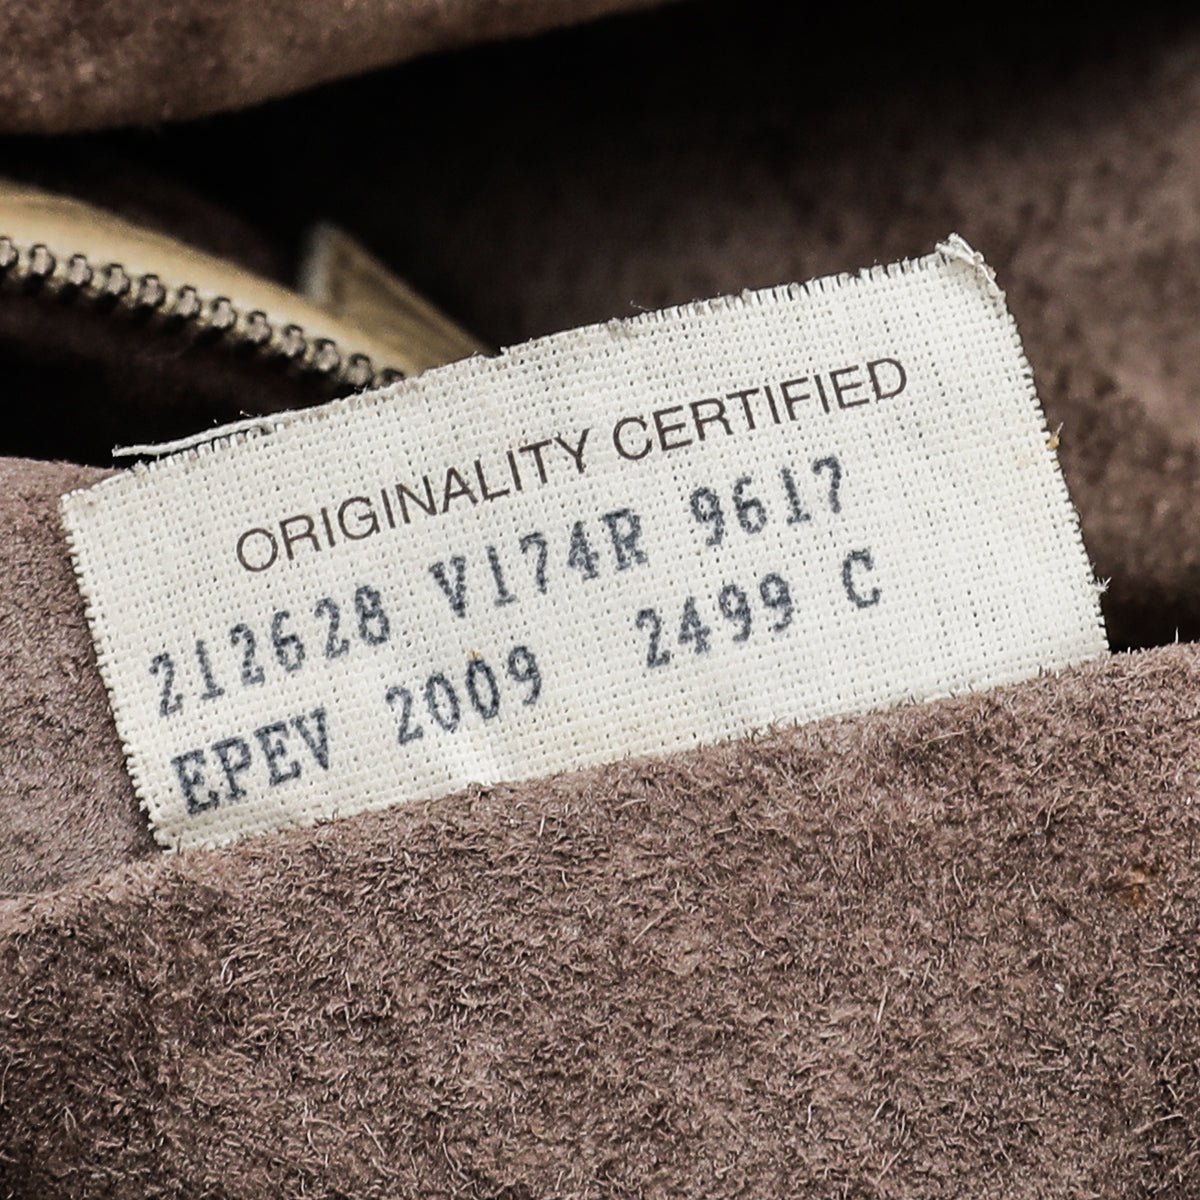 ORIGINALITY CERTIFIED
212628 V174R 9617
EPEV 2009 2499 C